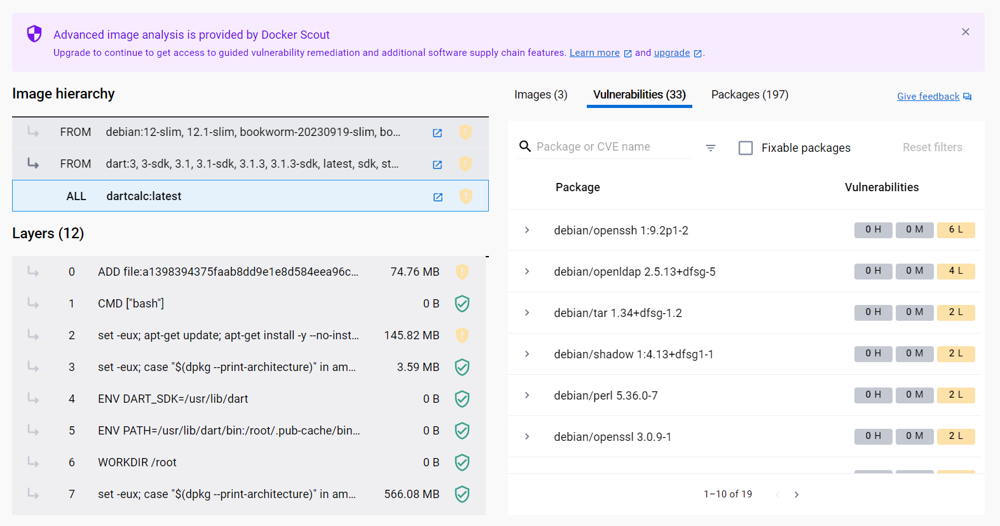 Advanced image analysis is provided by Docker Scout
Upgrade to continue to get access to guided vulnerability remediation and additional software supply chain features. Learn more and upgrade.
Image hierarchy
FROM debian:12-slim, 12.1-slim, bookworm-20230919-slim, bo...
FROM dart:3, 3-sdk, 3.1, 3.1-sdk, 3.1.3, 3.1.3-sdk, latest, sdk, st...
ALL dartcalc:latest
Layers (12)
0 ADD file:a1398394375faab8dd9e1e8d584eea96c... 74.76 MB
1 CMD ["bash"] 0 B
2 set -eux; apt-get update; apt-get install -y --no-inst... 145.82 MB
3 set -eux; case "$(dpkg --print-architecture)" in am... 3.59 MB
4 ENV DART_SDK=/usr/lib/dart 0 B
5 ENV PATH=/usr/lib/dart/bin:/root/.pub-cache/bin... 0 B
6 WORKDIR /root 0 B
7 set -eux; case "$(dpkg --print-architecture)" in am... 566.08 MB
Images (3) Vulnerabilities (33) Packages (197) Give feedback
Package or CVE name Fixable packages Reset filters
Package Vulnerabilities
debian/openssh 1:9.2p1-2 0 H 0 M 6 L
debian/openldap 2.5.13+dfsg-5 0 H 0 M 4 L
debian/tar 1.34+dfsg-1.2 0 H 0 M 2 L
debian/shadow 1:4.13+dfsg1-1 0 H 0 M 2 L
debian/perl 5.36.0-7 0 H 0 M 2 L
debian/openssl 3.0.9-1 0 H 0 M 2 L
1–10 of 19